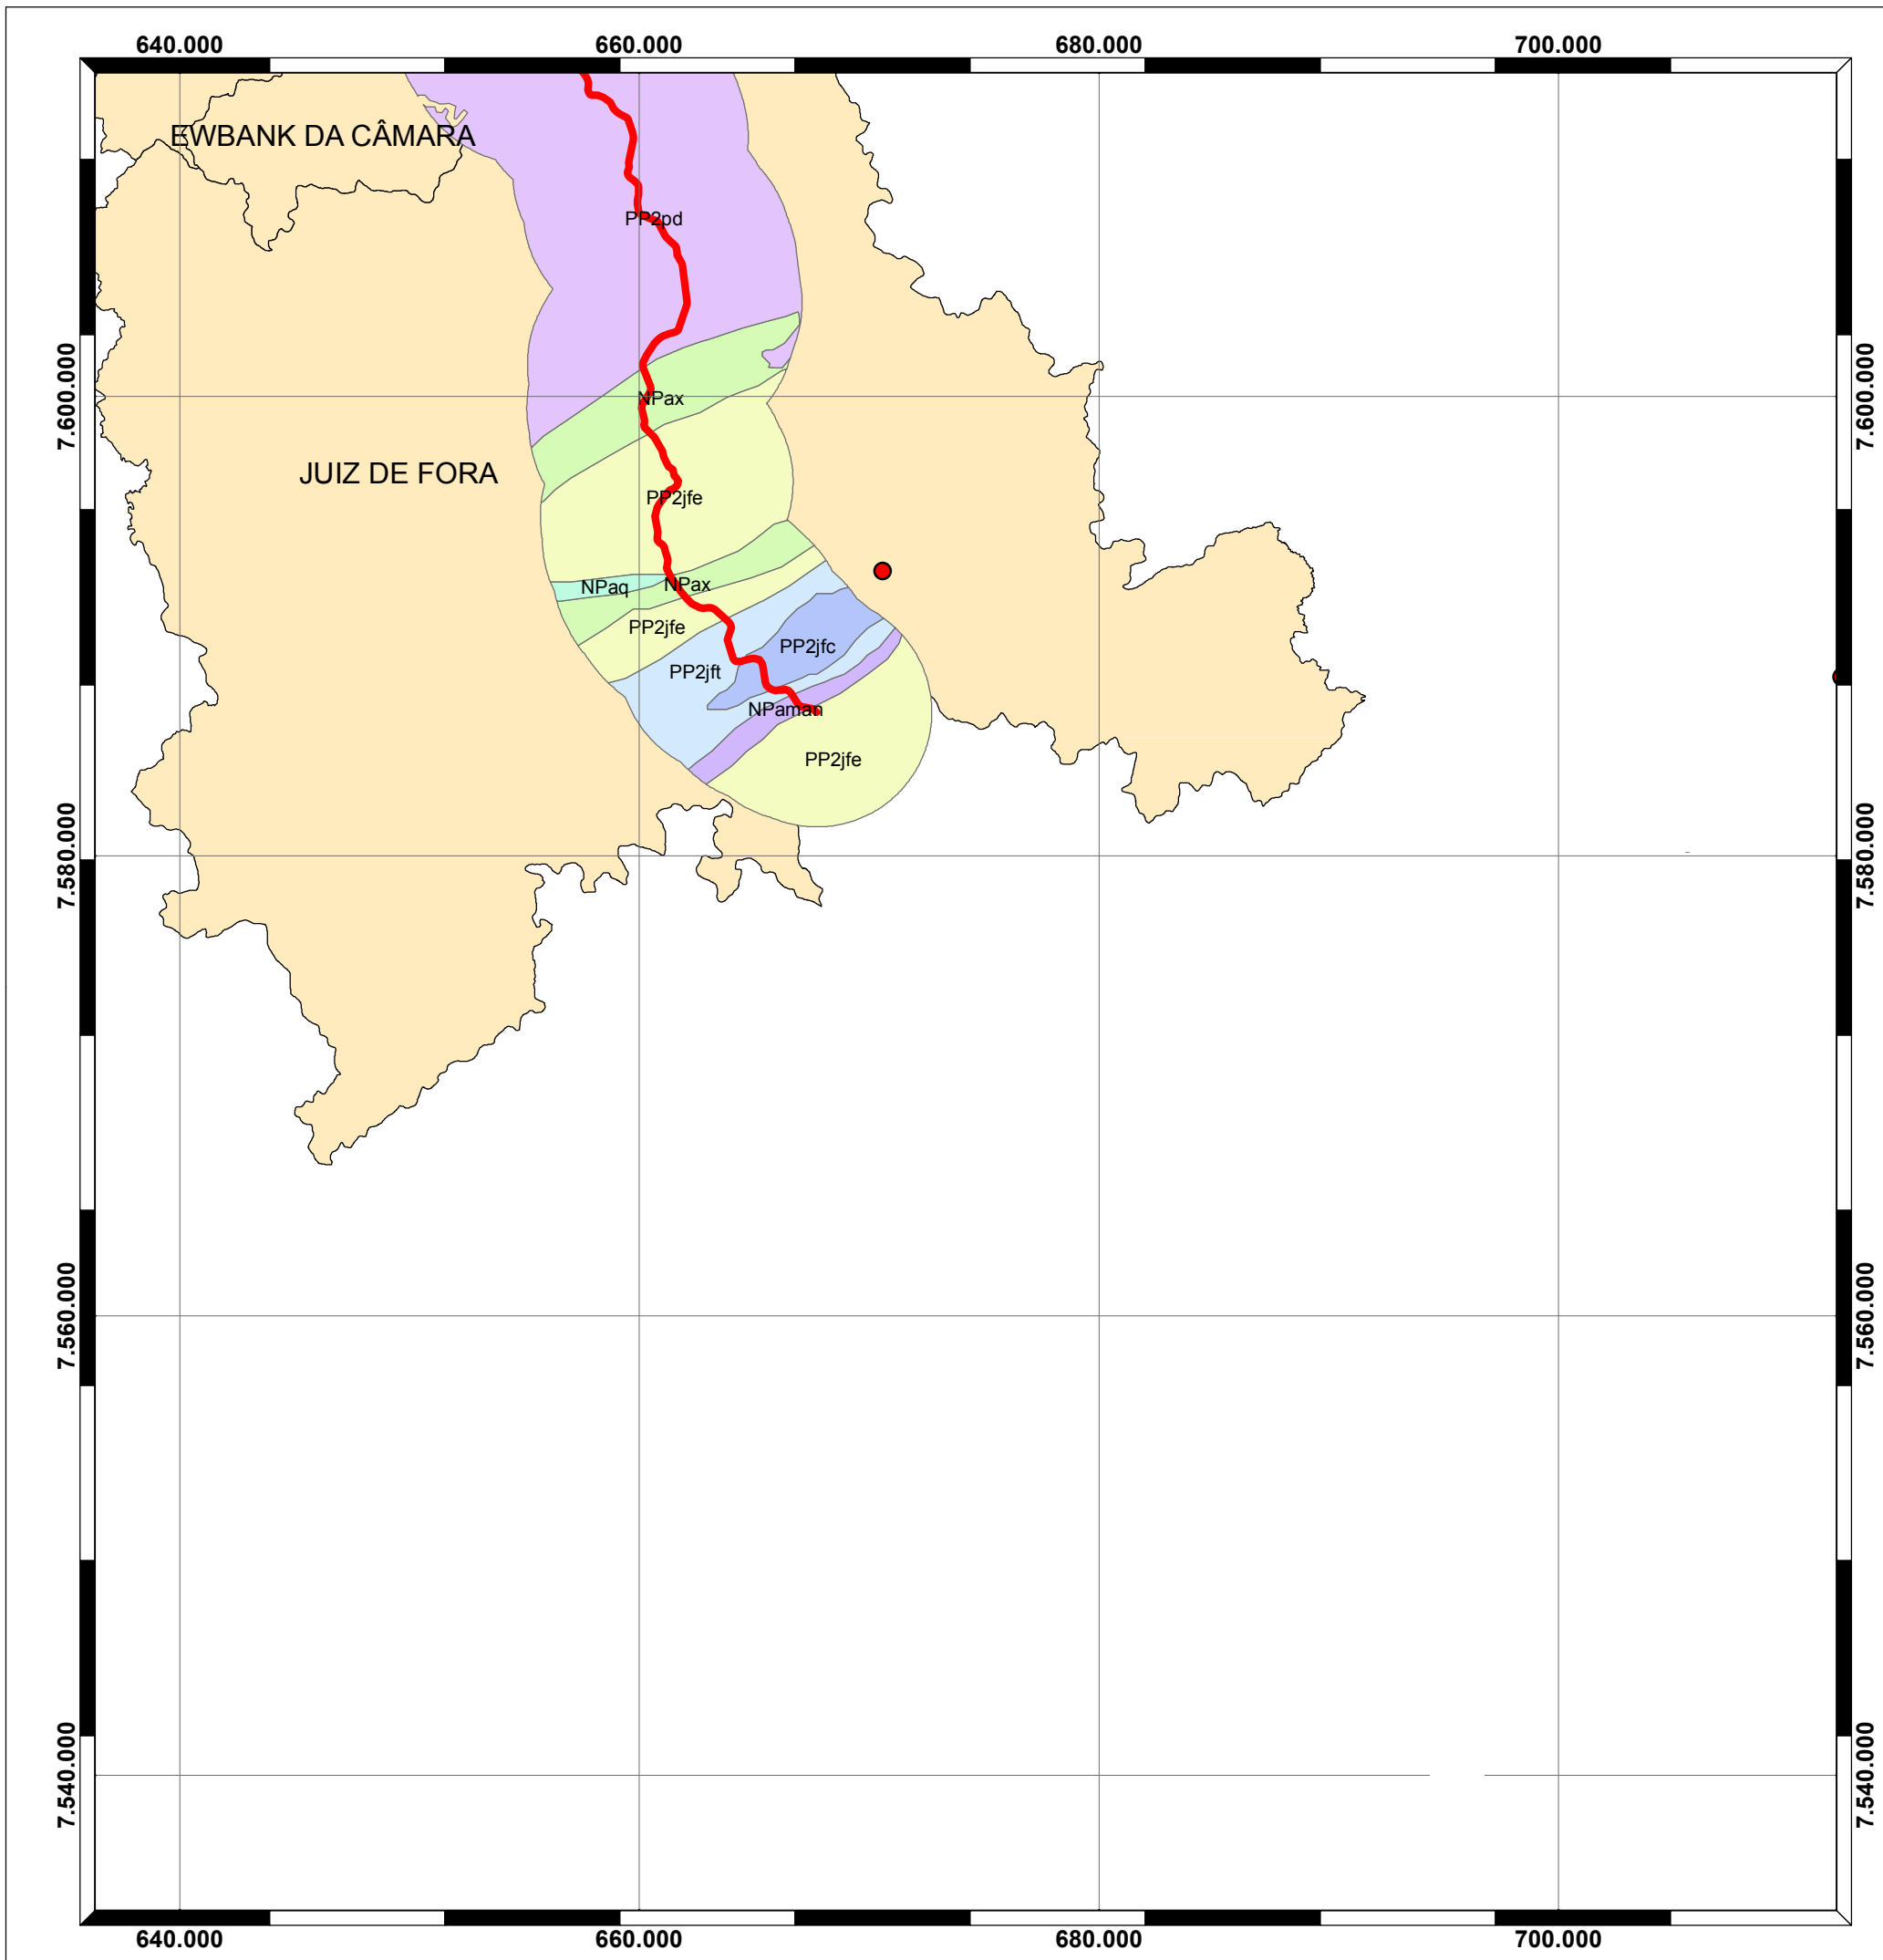 640.000 660.000 680.000 700.000
EWBANK DA CÂMARA
PP2pd
7.600.000 7.600.000
NPax
JUIZ DE FORA
PP2jfe
NPaq NPax
PP2jfe
PP2jfc
PP2jft
NPaman
PP2jfe
7.580.000 7.580.000
7.560.000 7.560.000
7.540.000 7.540.000
640.000 660.000 680.000 700.000